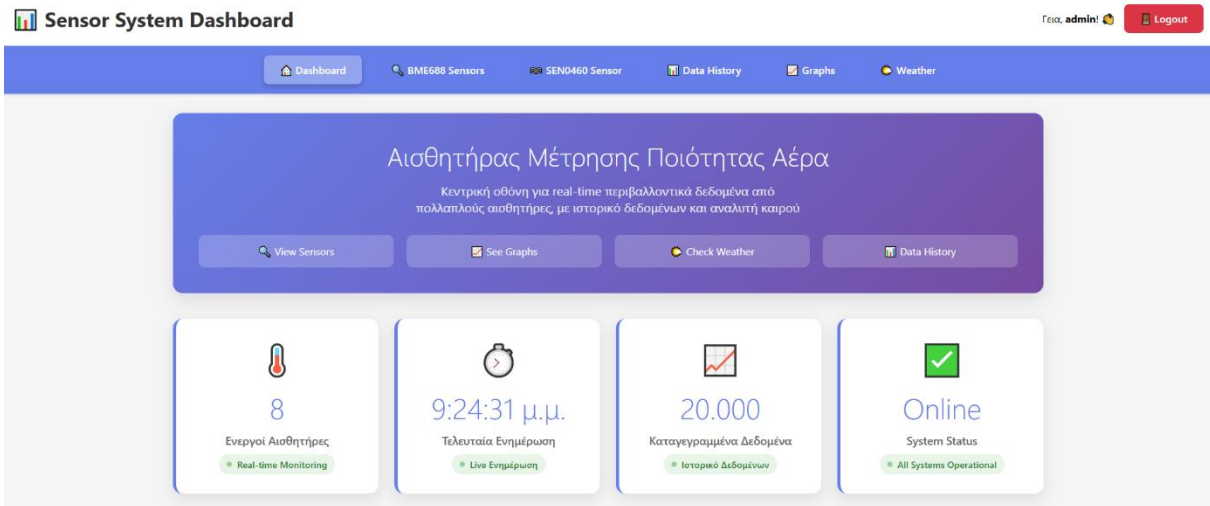 Sensor System Dashboard
Γεια, admin!
Logout
Dashboard
BME688 Sensors
SEN0460 Sensor
Data History
Graphs
Weather
Αισθητήρας Μέτρησης Ποιότητας Αέρα
Κεντρική οθόνη για real-time περιβαλλοντικά δεδομένα από
πολλαπλούς αισθητήρες, με ιστορικό δεδομένων και αναλυτή καιρού
View Sensors
See Graphs
Check Weather
Data History
8
Ενεργοί Αισθητήρες
Real-time Monitoring
9:24:31 μ.μ.
Τελευταία Ενημέρωση
Live Ενημέρωση
20.000
Καταγεγραμμένα Δεδομένα
Ιστορικό Δεδομένων
Online
System Status
All Systems Operational